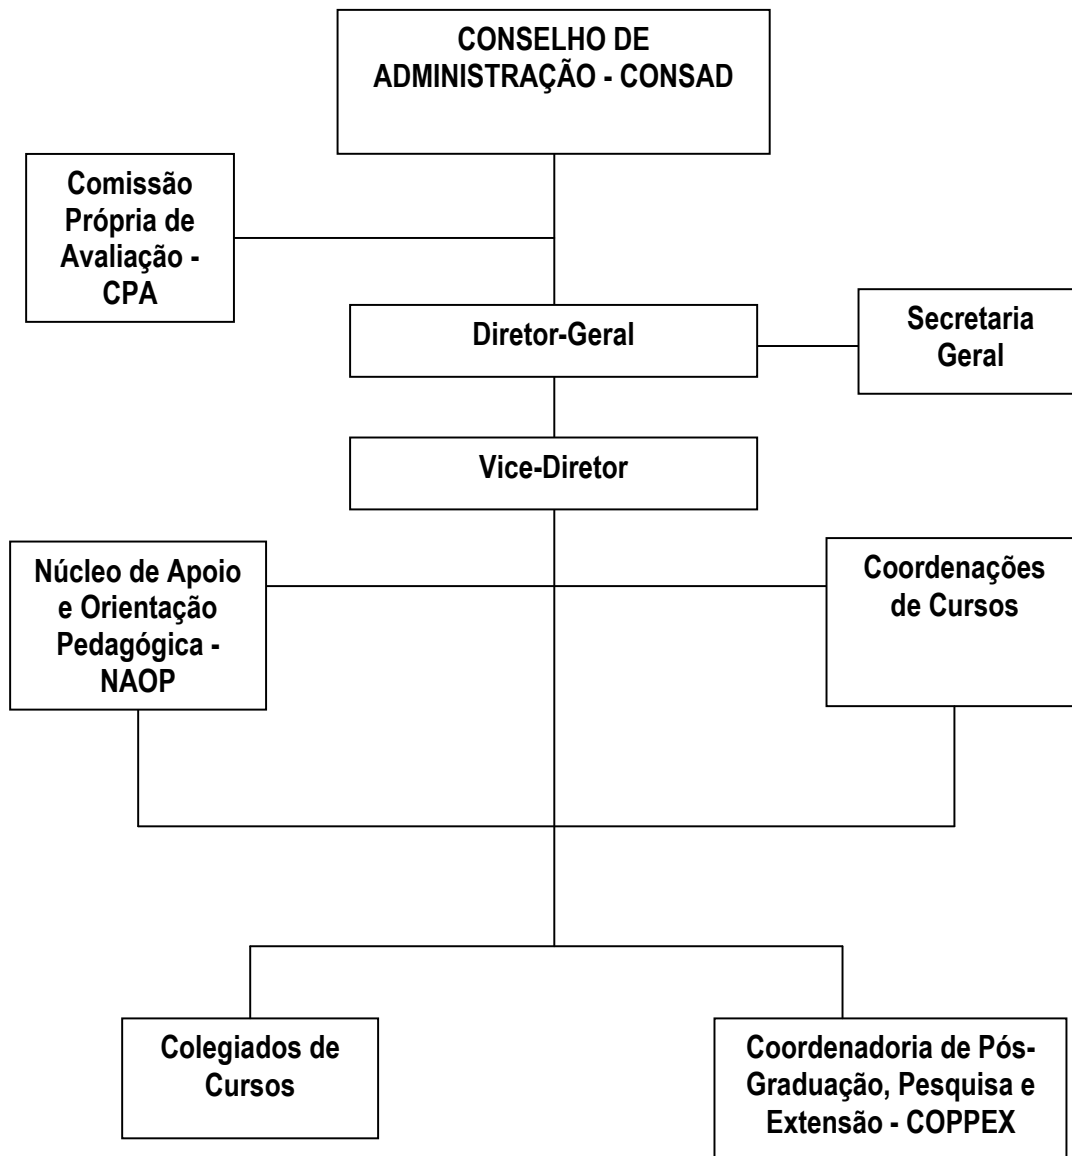 CONSELHO DE
ADMINISTRAÇÃO - CONSAD
Comissão
Própria de
Avaliação -
CPA
Diretor-Geral
Secretaria
Geral
Vice-Diretor
Núcleo de Apoio
e Orientação
Pedagógica -
NAOP
Coordenações
de Cursos
Colegiados de
Cursos
Coordenadoria de Pós-
Graduação, Pesquisa e
Extensão - COPPEX